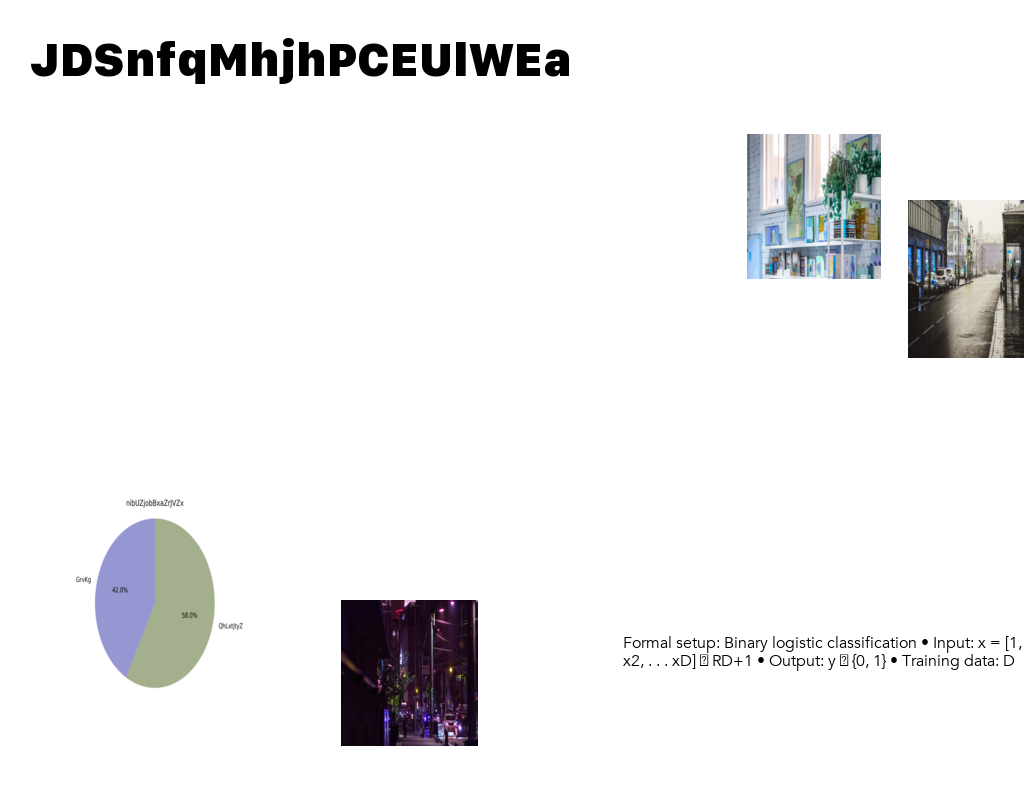 JDSnfqMhjhPCEUlWEa
nibUZjobBxaZrJVZx
GrvKg
42.0%
58.0%
QhLxtJtyZ
Formal setup: Binary logistic classification • Input: x = [1,
x2, . . . xD] RD+1 • Output: y {0, 1} • Training data: D